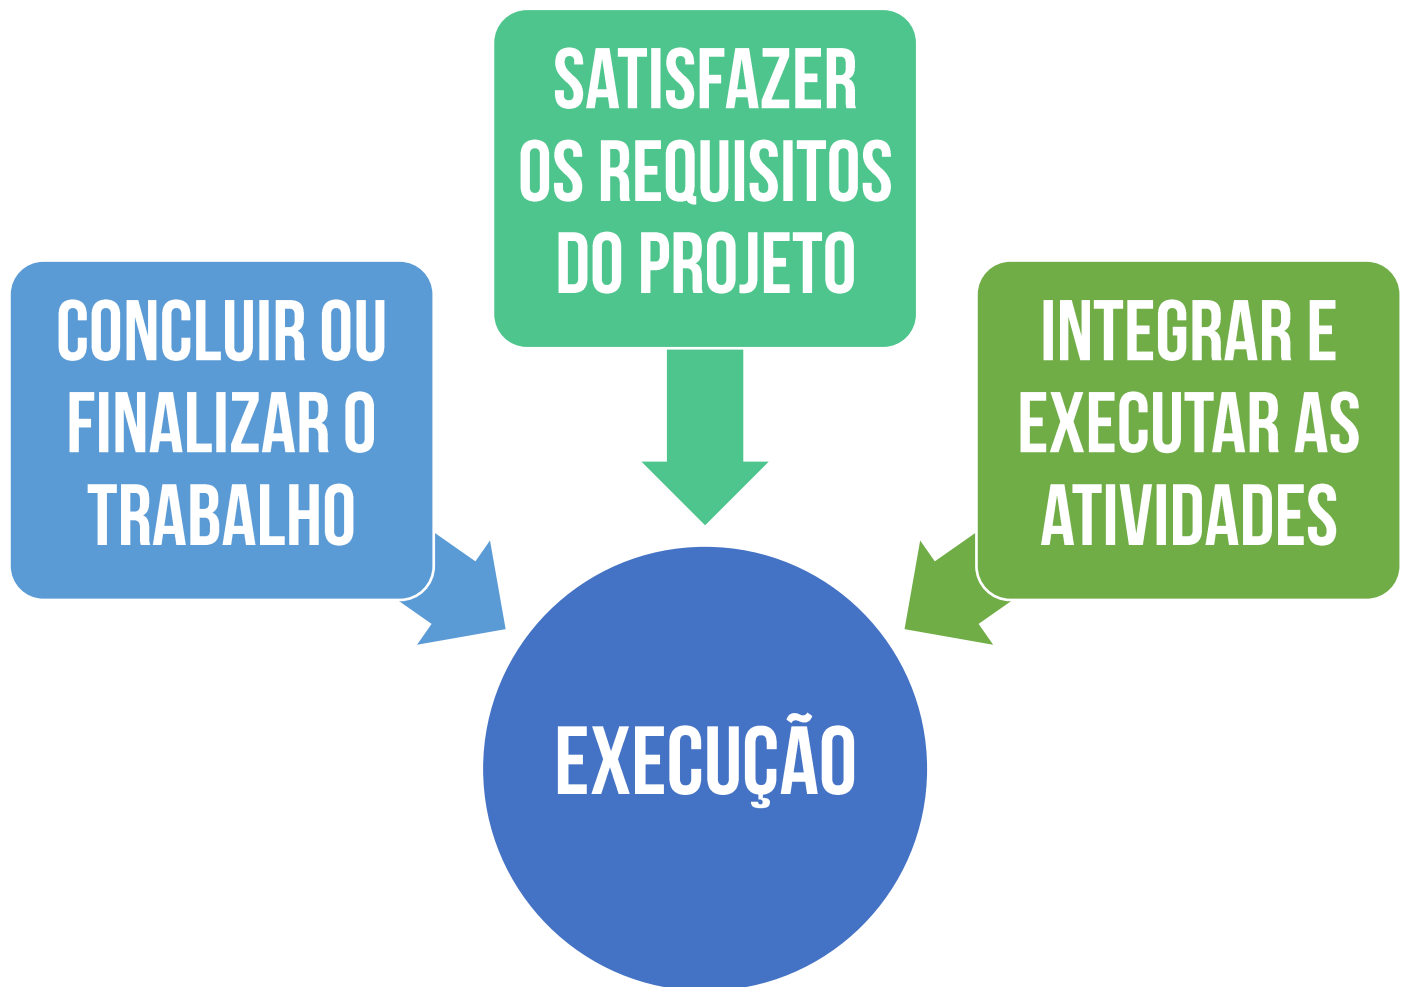 SATISFAZER
OS REQUISITOS
DO PROJETO
CONCLUIR OU
FINALIZAR O
TRABALHO
INTEGRAR E
EXECUTAR AS
ATIVIDADES
EXECUÇÃO